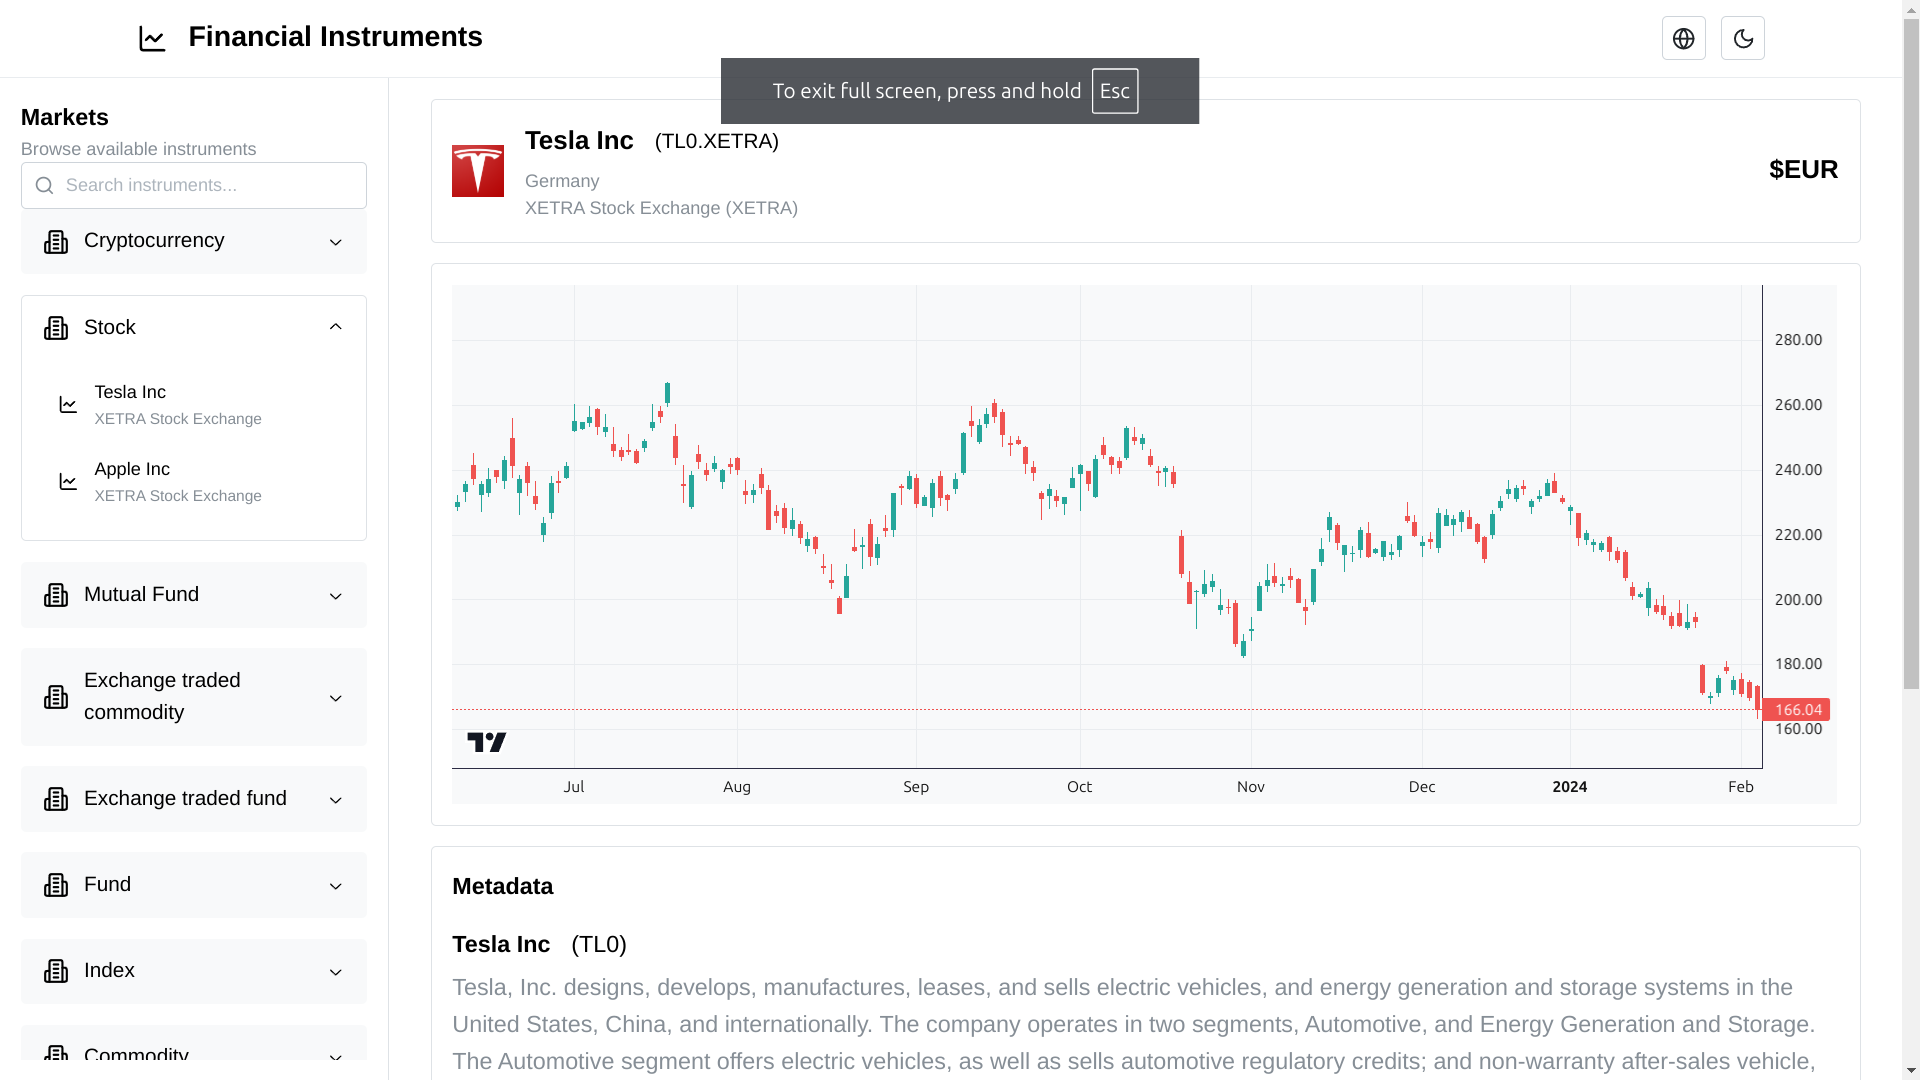 Financial Instruments
To exit full screen, press and hold Esc
Markets
Browse available instruments
Search instruments...
Cryptocurrency
Stock
Tesla Inc
XETRA Stock Exchange
Apple Inc
XETRA Stock Exchange
Mutual Fund
Exchange traded
commodity
Exchange traded fund
Fund
Index
Commodity
Tesla Inc (TL0.XETRA)
Germany
XETRA Stock Exchange (XETRA)
$EUR
280.00
260.00
240.00
220.00
200.00
180.00
166.04
160.00
Jul Aug Sep Oct Nov Dec 2024 Feb
Metadata
Tesla Inc (TL0)
Tesla, Inc. designs, develops, manufactures, leases, and sells electric vehicles, and energy generation and storage systems in the
United States, China, and internationally. The company operates in two segments, Automotive, and Energy Generation and Storage.
The Automotive segment offers electric vehicles, as well as sells automotive regulatory credits; and non-warranty after-sales vehicle,